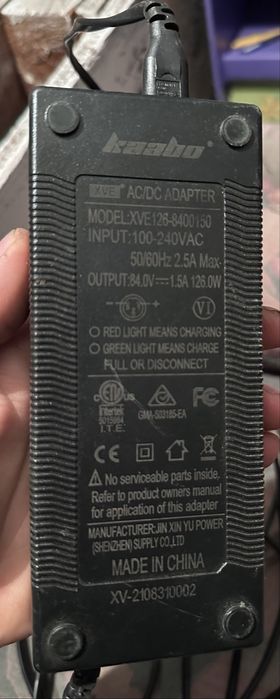 kaabo
XVE AC/DC ADAPTER
MODEL:XVE126-8400150
INPUT:100-240VAC
50/60Hz 2.5A Max.
OUTPUT:84.0V⎓1.5A 126.0W
VI
RED LIGHT MEANS CHARGING
GREEN LIGHT MEANS CHARGE
FULL OR DISCONNECT
c us
Intertek
5015984
I.T.E.
GMA-503185-EA
FC
CE
No serviceable parts inside.
Refer to product owners manual
for application of this adapter
MANUFACTURER:JIN XIN YU POWER
(SHENZHEN) SUPPLY CO.,LTD
MADE IN CHINA
XV-2108310002